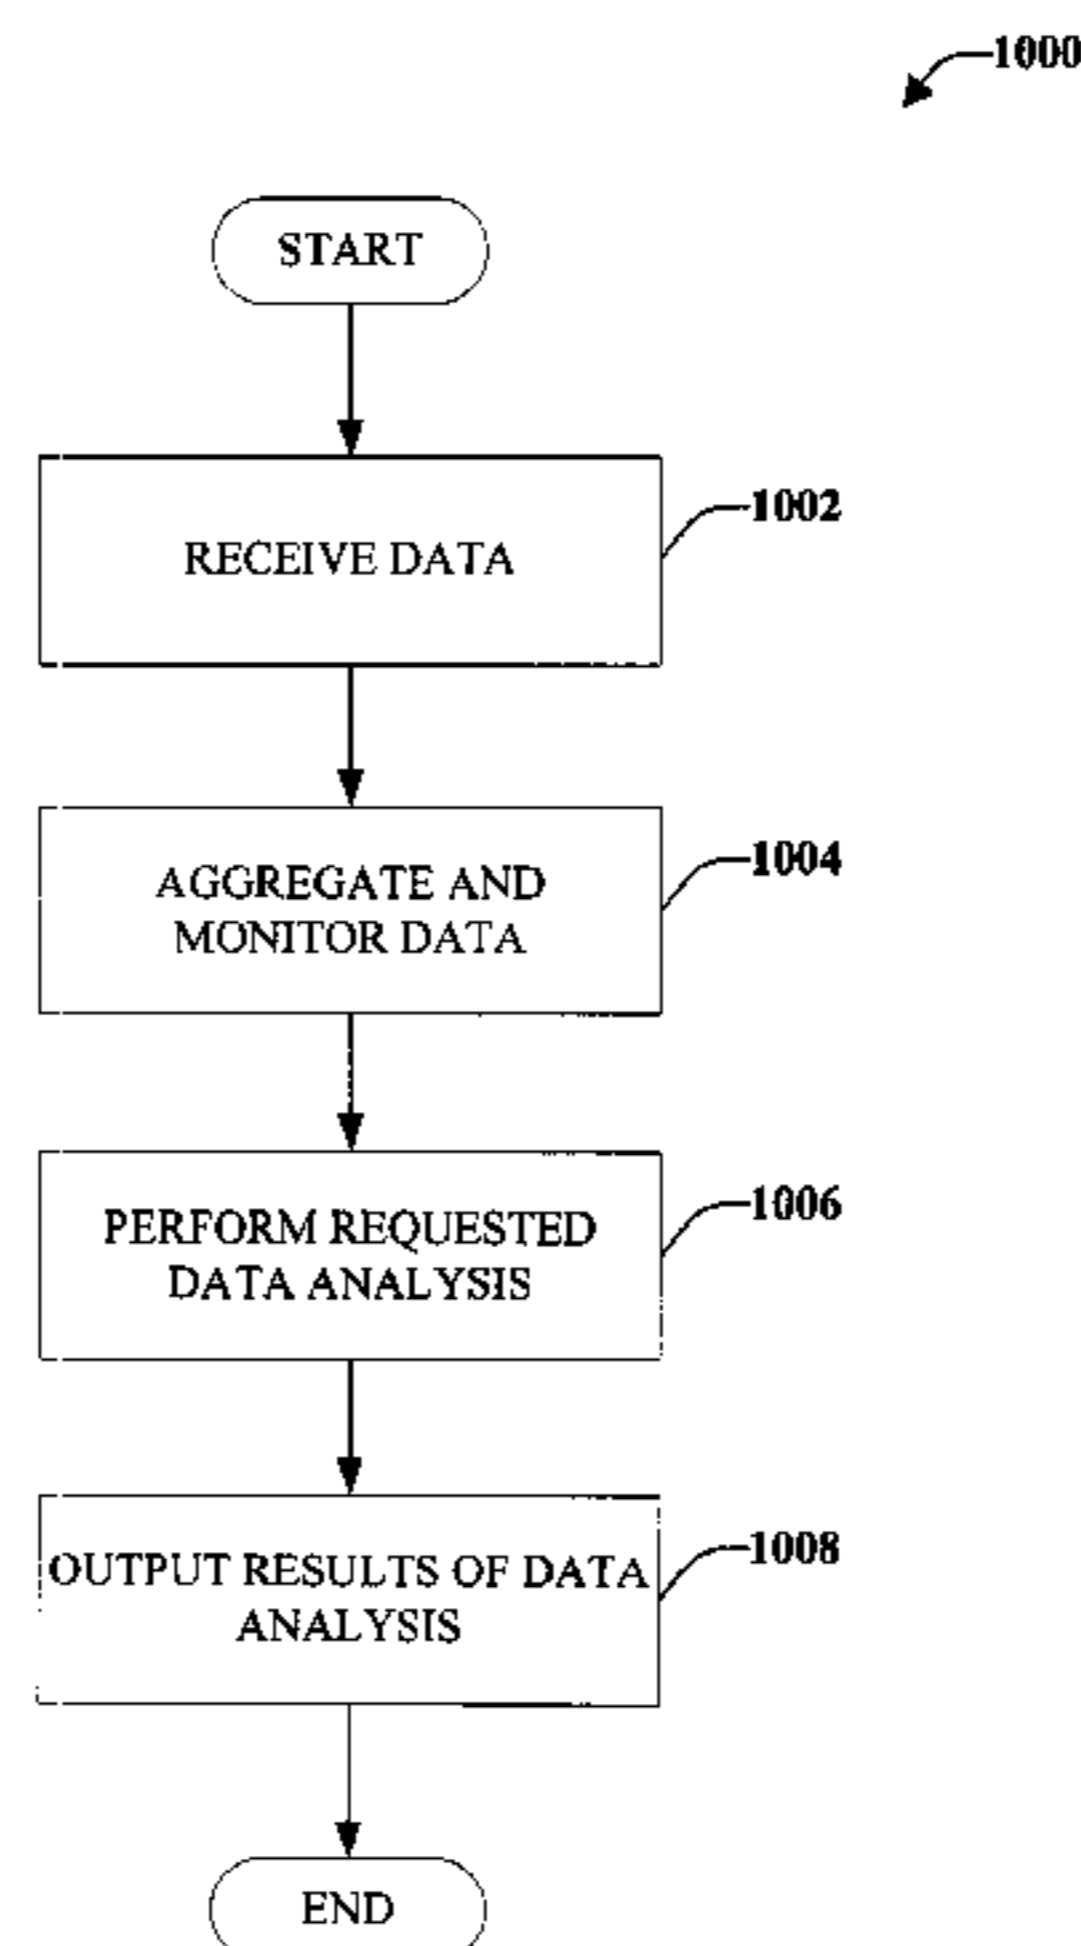 1000
START
RECEIVE DATA
1002
AGGREGATE AND
MONITOR DATA
1004
PERFORM REQUESTED
DATA ANALYSIS
1006
OUTPUT RESULTS OF DATA
ANALYSIS
1008
END